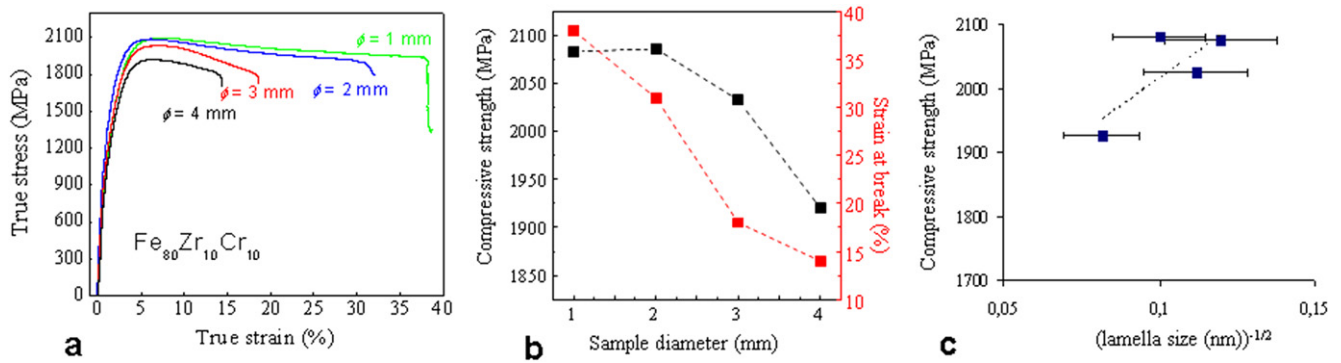 True stress (MPa)
2100
1800
1500
1200
900
600
300
0
ϕ = 1 mm
ϕ = 3 mm
ϕ = 2 mm
ϕ = 4 mm
Fe80Zr10Cr10
0 5 10 15 20 25 30 35 40
True strain (%)
a
Compressive strength (MPa)
2100
2050
2000
1950
1900
1850
40
35
30
25
20
15
10
Strain at break (%)
1 2 3 4
Sample diameter (mm)
b
Compressive strength (MPa)
2100
2000
1900
1800
1700
0,05 0,1 0,15
(lamella size (nm))-1/2
c